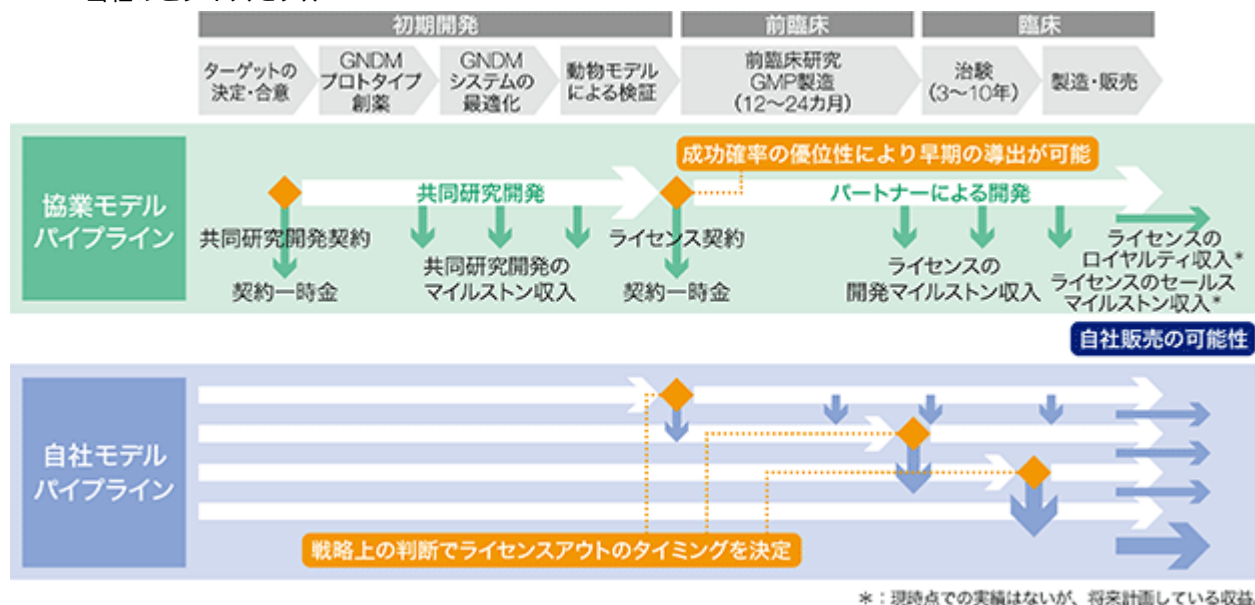 初期開発
前臨床
臨床
ターゲットの
決定・合意
GNDM
プロトタイプ
創薬
GNDM
システムの
最適化
動物モデル
による検証
前臨床研究
GMP製造
(12〜24カ月)
治験
(3〜10年)
製造・販売
協業モデル
パイプライン
成功確率の優位性により早期の導出が可能
共同研究開発
パートナーによる開発
共同研究開発契約
契約一時金
共同研究開発の
マイルストン収入
ライセンス契約
契約一時金
ライセンスの
開発マイルストン収入
ライセンスの
ロイヤルティ収入*
ライセンスのセールス
マイルストン収入*
自社販売の可能性
自社モデル
パイプライン
戦略上の判断でライセンスアウトのタイミングを決定
*：現時点での実績はないが、将来計画している収益